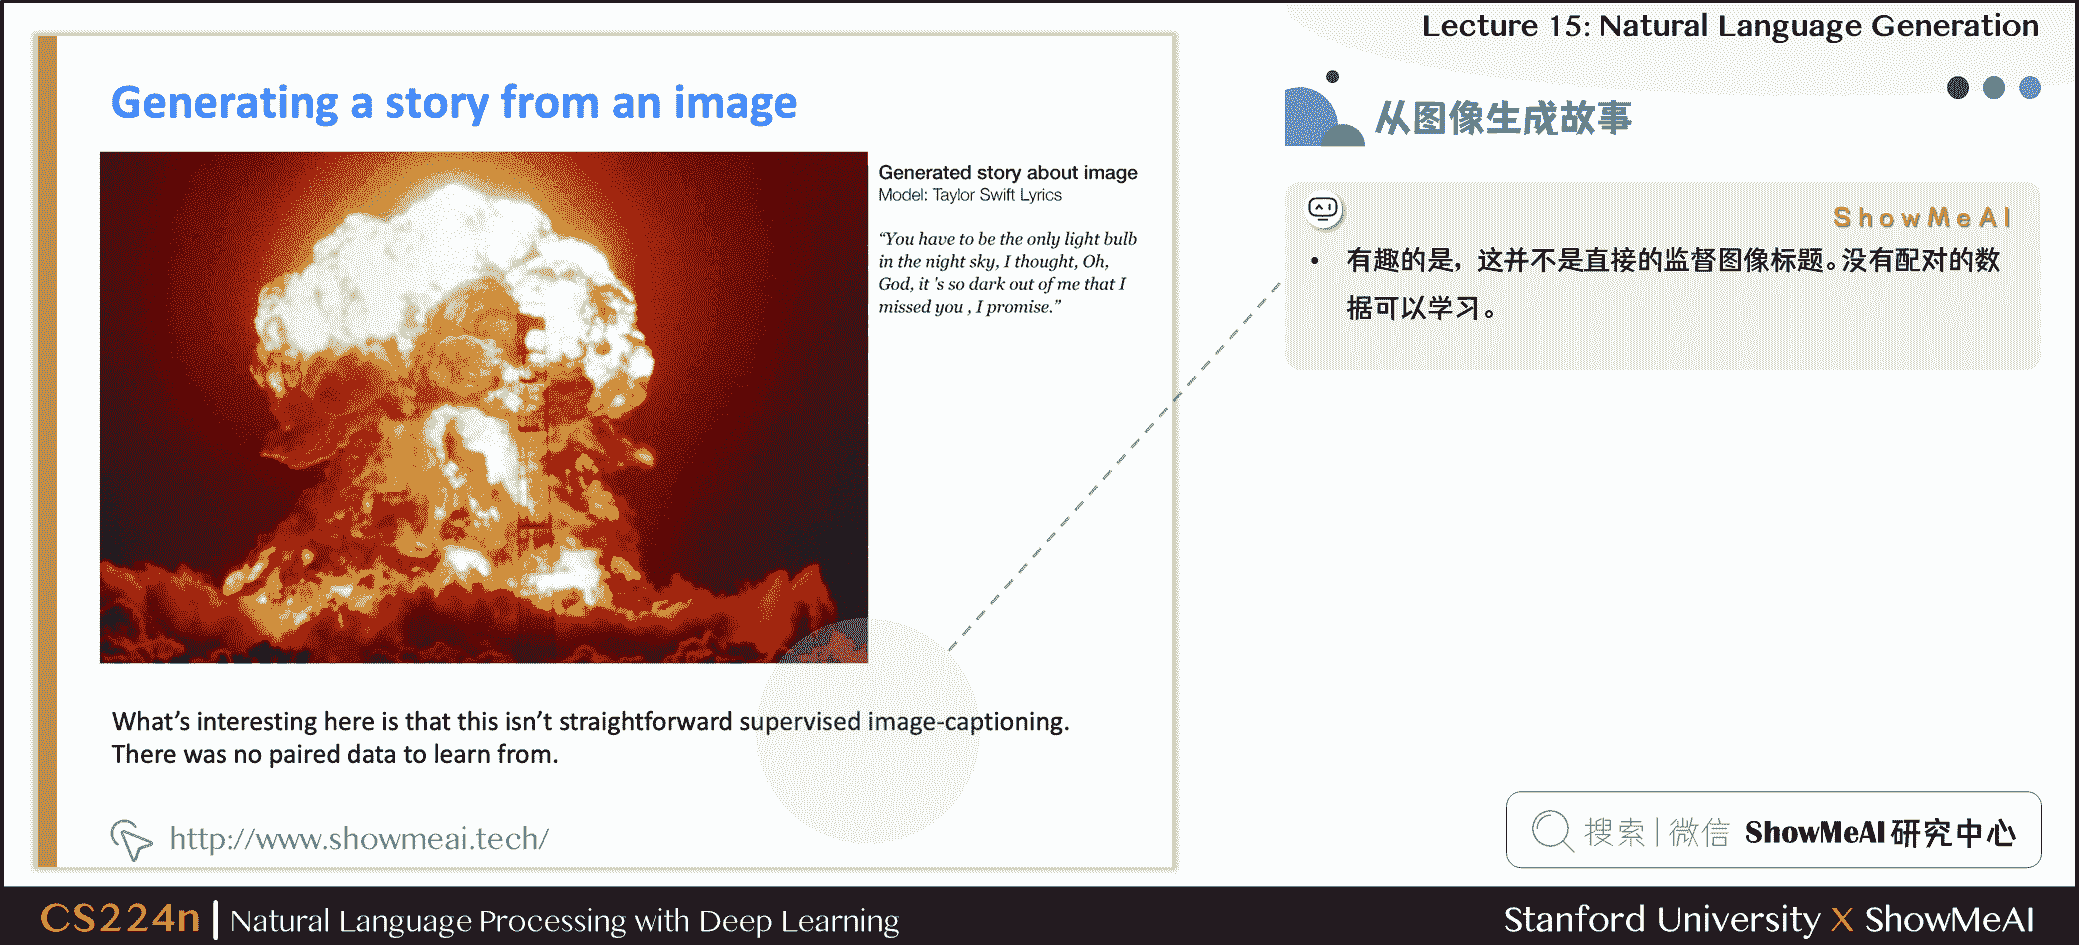 Lecture 15: Natural Language Generation
Generating a story from an image
Generated story about image
Model: Taylor Swift Lyrics
“You have to be the only light bulb
in the night sky, I thought, Oh,
God, it 's so dark out of me that I
missed you , I promise.”
What’s interesting here is that this isn’t straightforward supervised image-captioning.
There was no paired data to learn from.
http://www.showmeai.tech/
从图像生成故事
ShowMeAI
• 有趣的是，这并不是直接的监督图像标题。没有配对的数
据可以学习。
搜索 | 微信 ShowMeAI 研究中心
CS224n | Natural Language Processing with Deep Learning
Stanford University X ShowMeAI